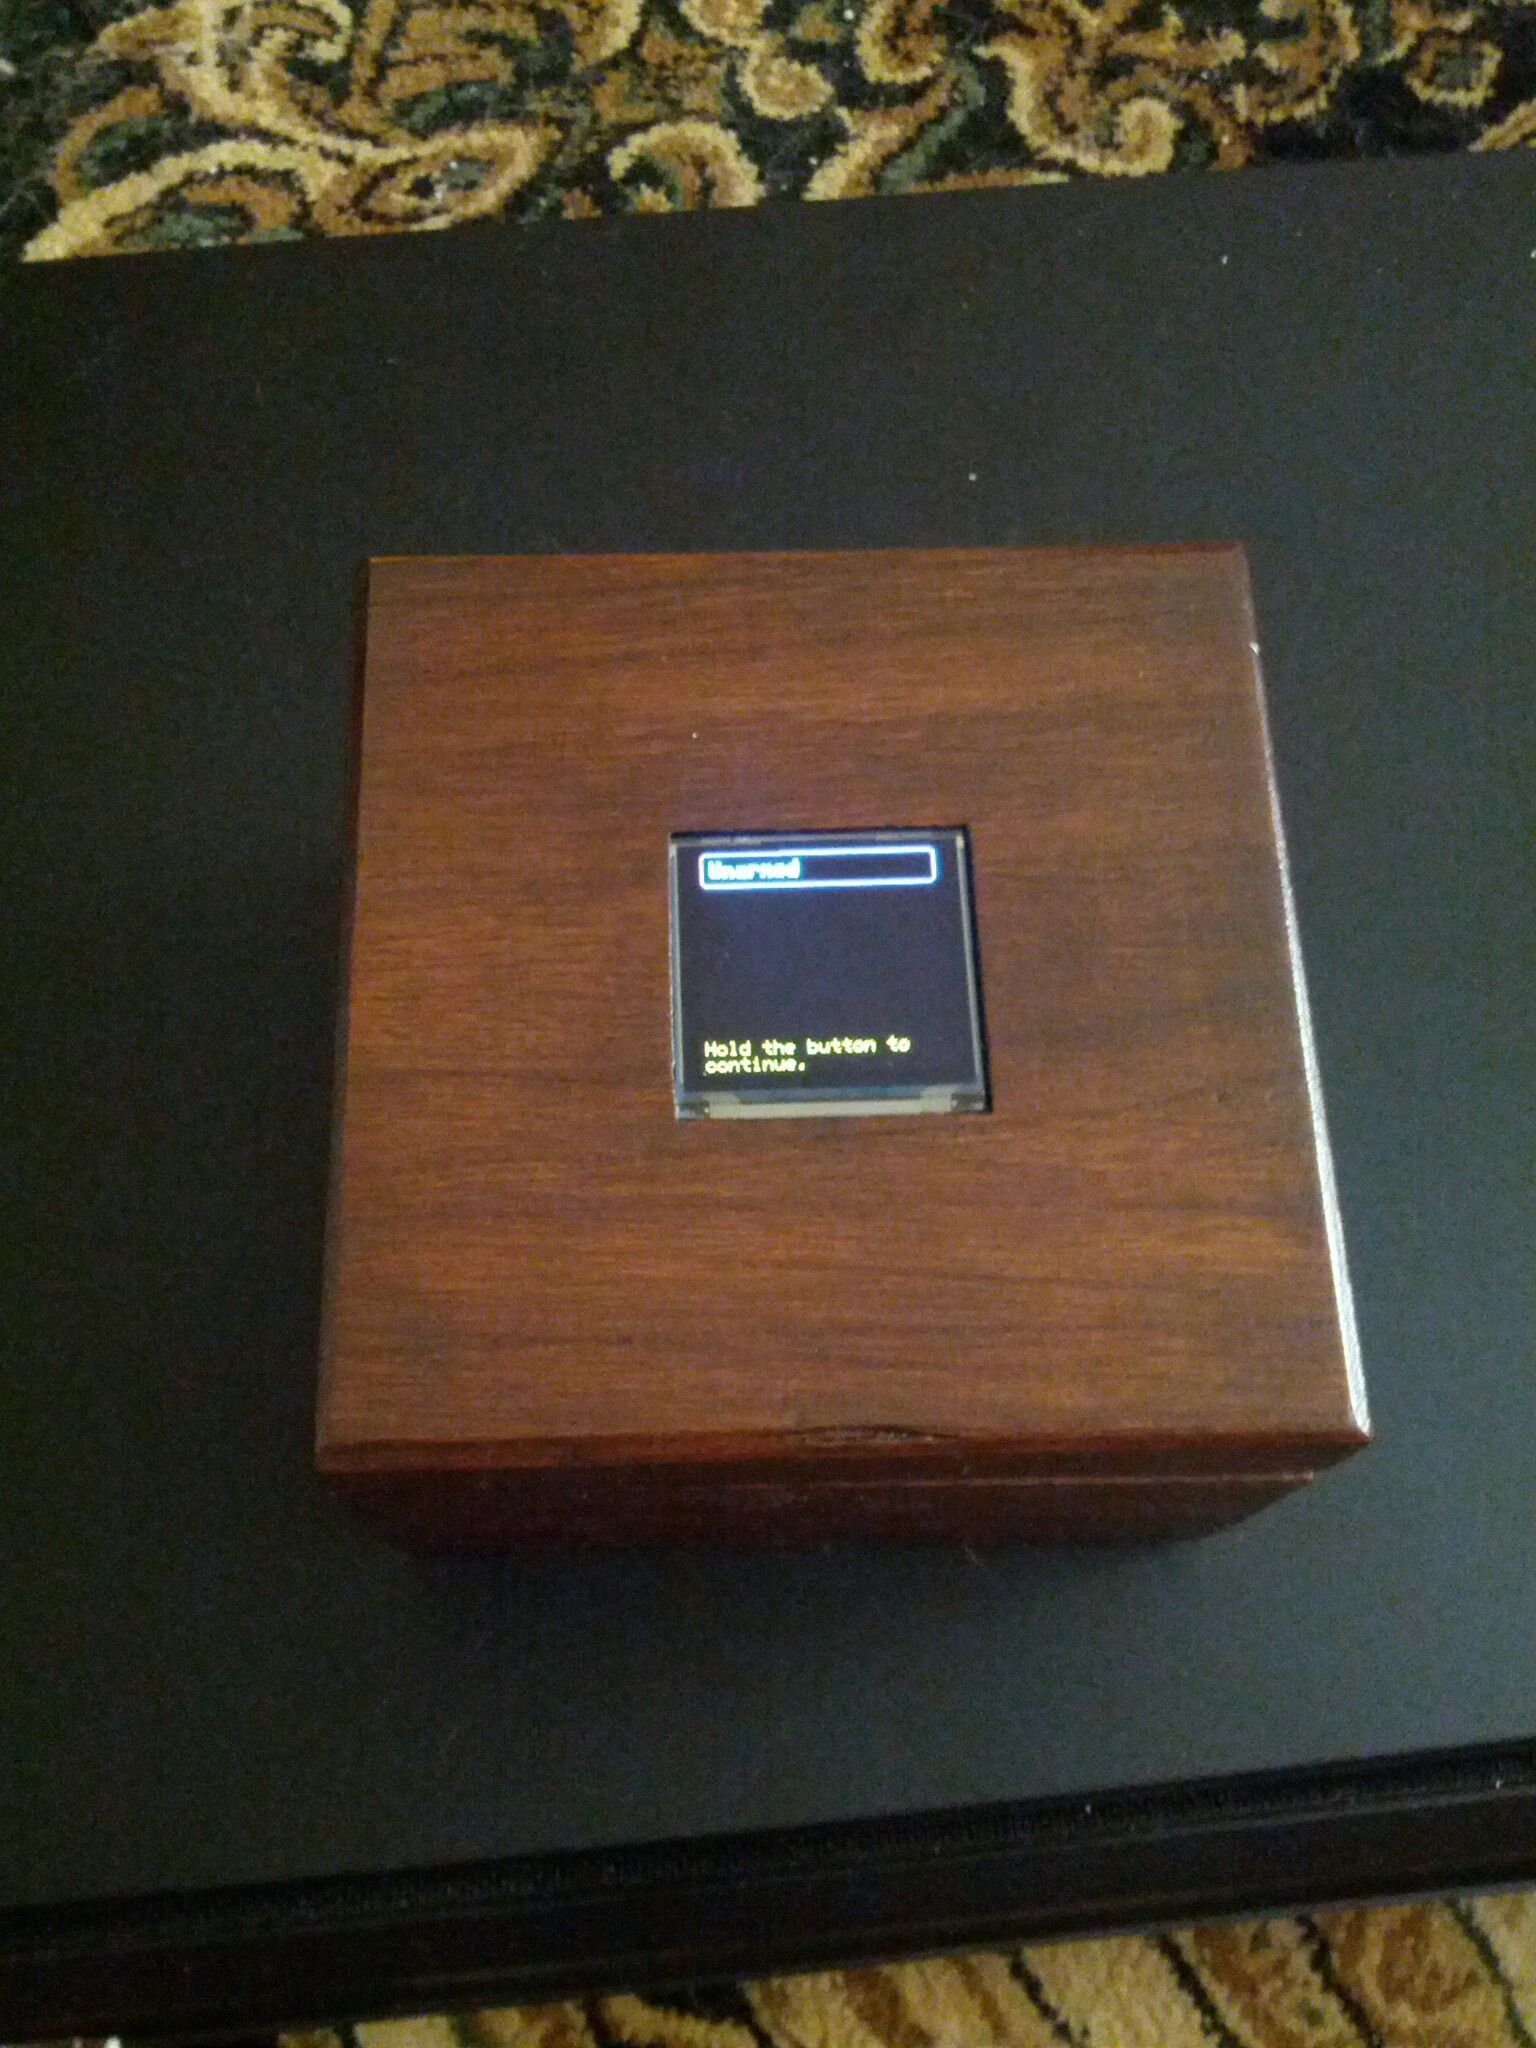 Unarmed
Hold the button to
continue.